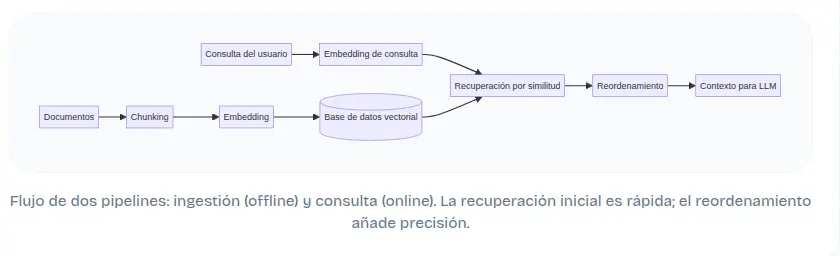 Consulta del usuario
Embedding de consulta
Recuperación por similitud
Reordenamiento
Contexto para LLM
Documentos
Chunking
Embedding
Base de datos vectorial
Flujo de dos pipelines: ingestión (offline) y consulta (online). La recuperación inicial es rápida; el reordenamiento
añade precisión.